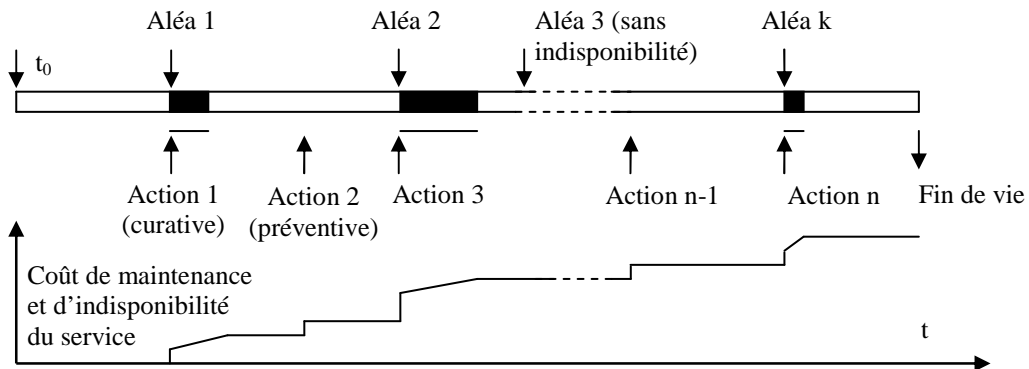 Aléa 1
Aléa 2
Aléa 3 (sans
indisponibilité)
Aléa k
t0
Action 1
(curative)
Action 2
(préventive)
Action 3
Action n-1
Action n
Fin de vie
Coût de maintenance
et d’indisponibilité
du service
t